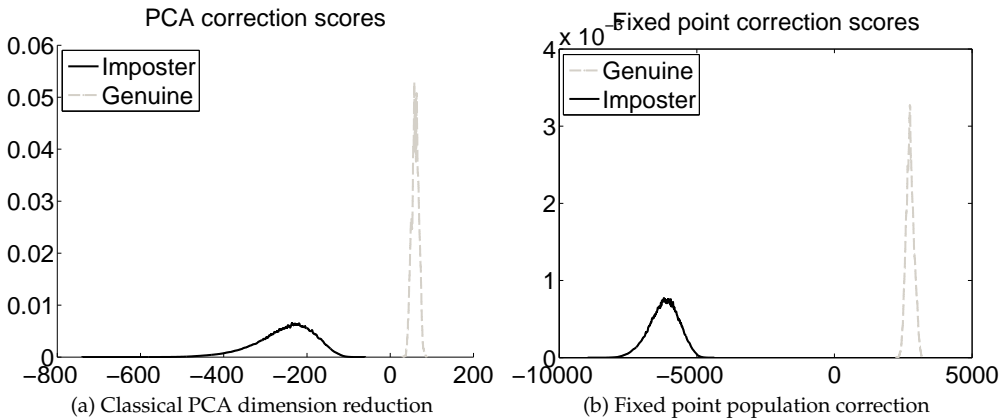 PCA correction scores
0.06
0.05
0.04
0.03
0.02
0.01
0
Imposter
Genuine
−800 −600 −400 −200 0 200
(a) Classical PCA dimension reduction
Fixed point correction scores
x 10−3
4
3
2
1
0
Genuine
Imposter
−10000 −5000 0 5000
(b) Fixed point population correction